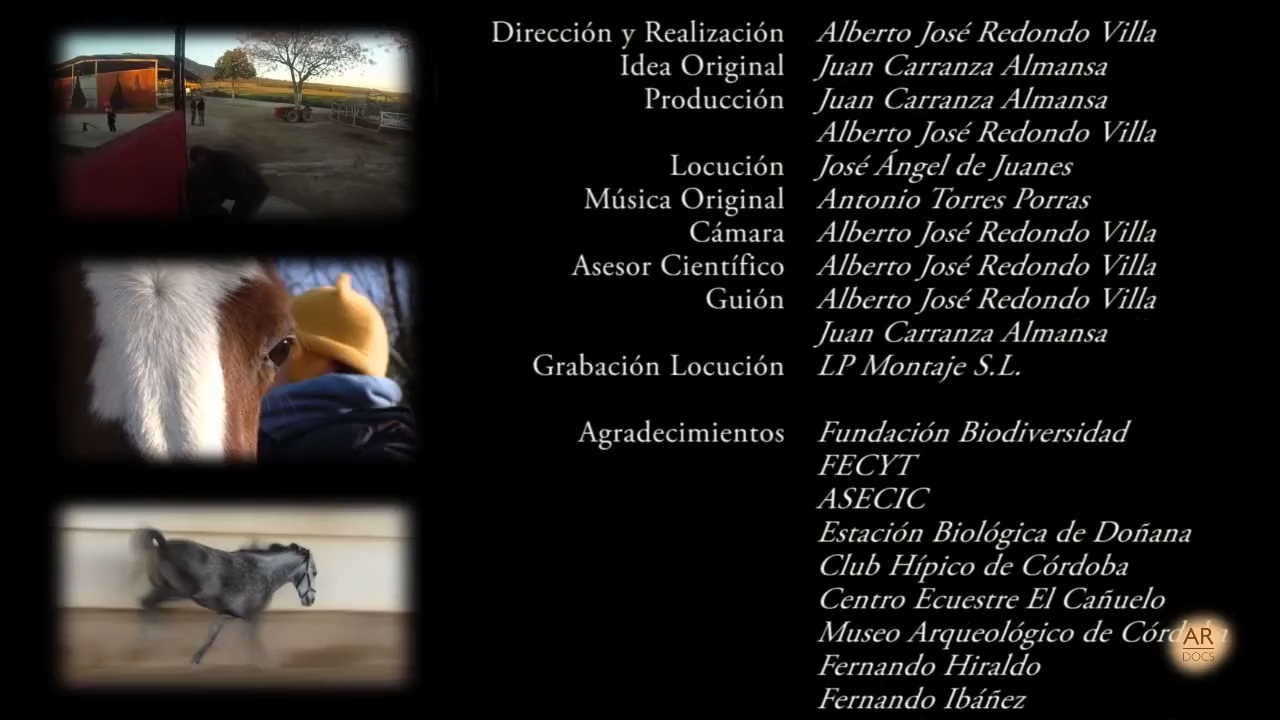 Dirección y Realización Alberto José Redondo Villa
Idea Original Juan Carranza Almansa
Producción Juan Carranza Almansa
Alberto José Redondo Villa
Locución José Ángel de Juanes
Música Original Antonio Torres Porras
Cámara Alberto José Redondo Villa
Asesor Científico Alberto José Redondo Villa
Guión Alberto José Redondo Villa
Juan Carranza Almansa
Grabación Locución LP Montaje S.L.
Agradecimientos Fundación Biodiversidad
FECYT
ASECIC
Estación Biológica de Doñana
Club Hípico de Córdoba
Centro Ecuestre El Cañuelo
Museo Arqueológico de Córdoba
Fernando Hiraldo
Fernando Ibáñez
AR
DOCS